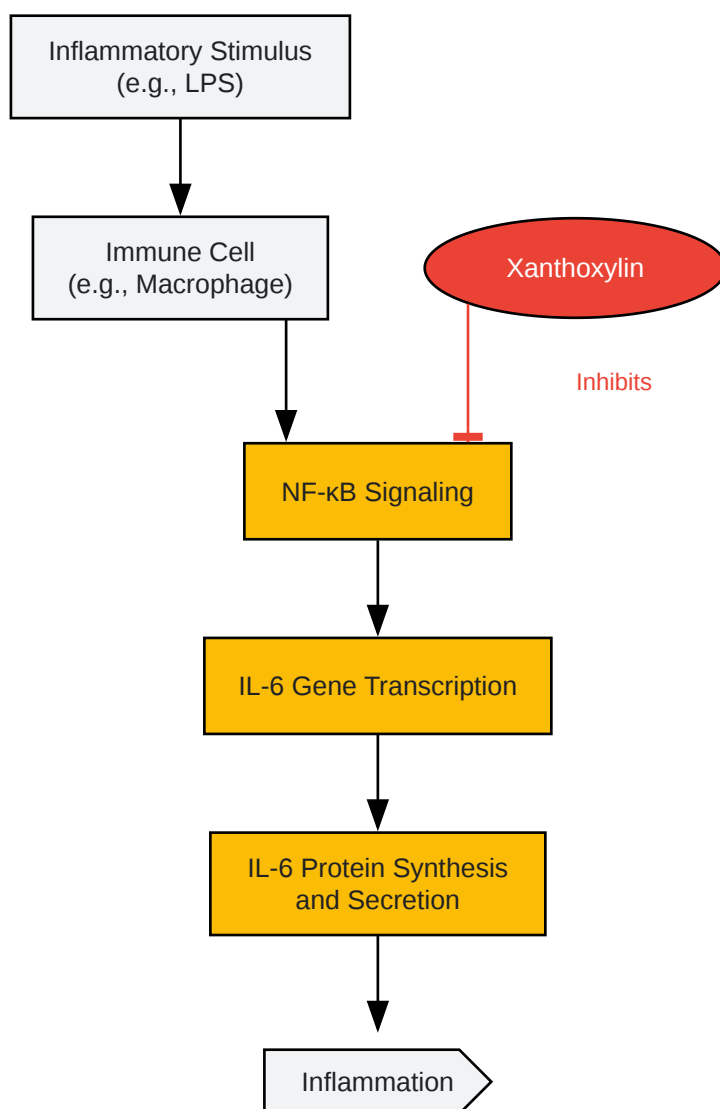 Inflammatory Stimulus
(e.g., LPS)
Immune Cell
(e.g., Macrophage)
Xanthoxylin
Inhibits
NF-κB Signaling
IL-6 Gene Transcription
IL-6 Protein Synthesis
and Secretion
Inflammation